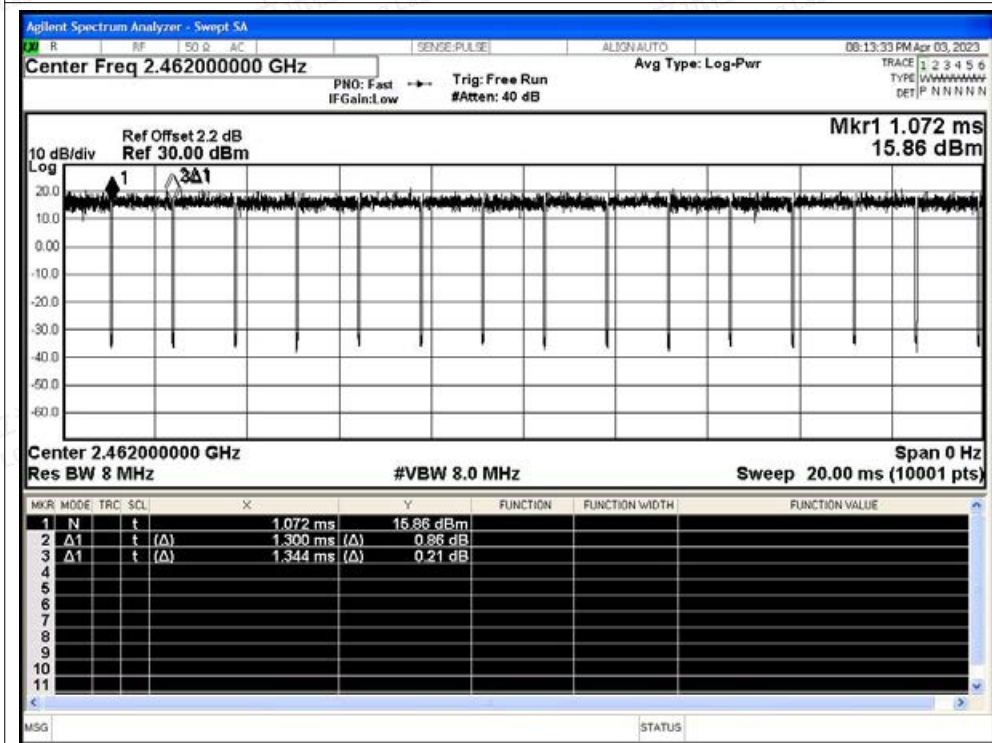 Agilent Spectrum Analyzer - Swept SA
R RF 50 Ω AC SENSE:PULSE ALIGN AUTO 08:13:33 PM Apr 03, 2023
Center Freq 2.462000000 GHz
PNO: Fast
IFGain:Low
Trig: Free Run
#Atten: 40 dB
Avg Type: Log-Pwr
TRACE 1 2 3 4 5 6
TYPE WWWWWW
DET P N N N N N
Mkr1 1.072 ms
15.86 dBm
Ref Offset 2.2 dB
10 dB/div Ref 30.00 dBm
Log
1
3Δ1
20.0
10.0
0.00
-10.0
-20.0
-30.0
-40.0
-50.0
-60.0
Center 2.462000000 GHz Span 0 Hz
Res BW 8 MHz #VBW 8.0 MHz Sweep 20.00 ms (10001 pts)
MKR MODE TRC SCL X Y FUNCTION FUNCTION WIDTH FUNCTION VALUE
1 N t 1.072 ms 15.86 dBm
2 Δ1 t (Δ) 1.300 ms (Δ) 0.86 dB
3 Δ1 t (Δ) 1.344 ms (Δ) 0.21 dB
4
5
6
7
8
9
10
11
MSG STATUS